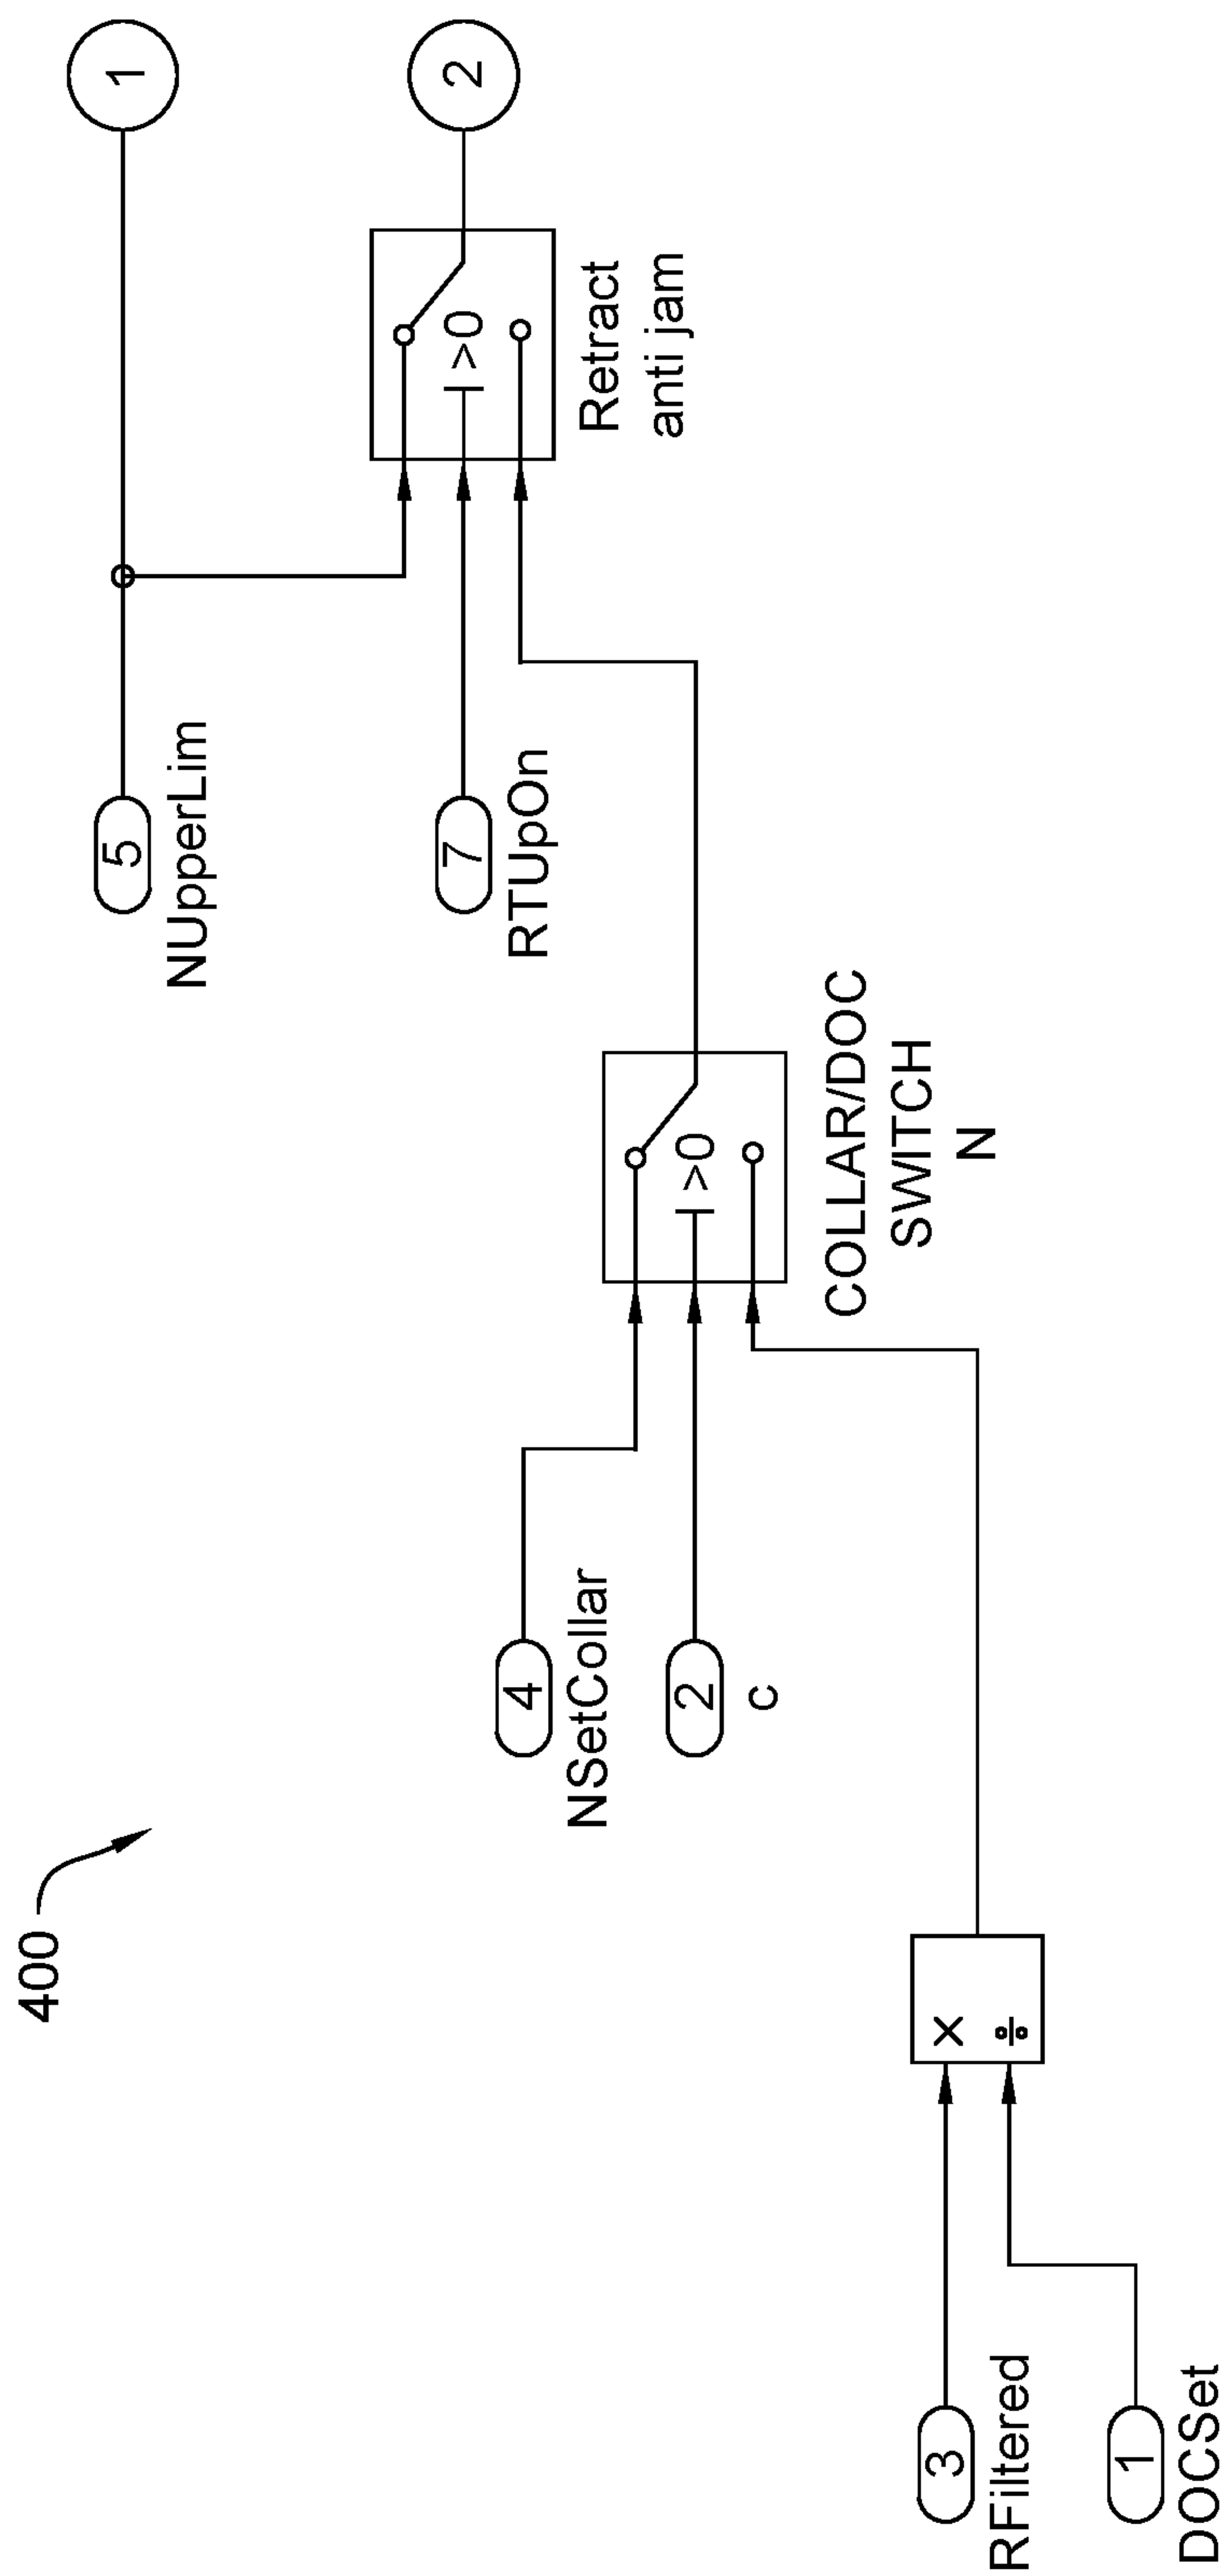 400
1
5
NUpperLim
2
>0
Retract
anti jam
7
RTUpOn
4
NSetCollar
2
c
>0
COLLAR/DOC
SWITCH
N
×
÷
3
RFiltered
1
DOCSet